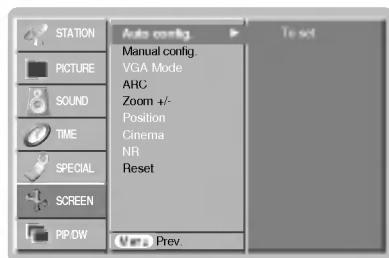 STATION
PICTURE
SOUND
TIME
SPECIAL
SCREEN
PIP/DW
Auto config.
Manual config.
VGA Mode
ARC
Zoom +/-
Position
Cinema
NR
Reset
To set
Prev.